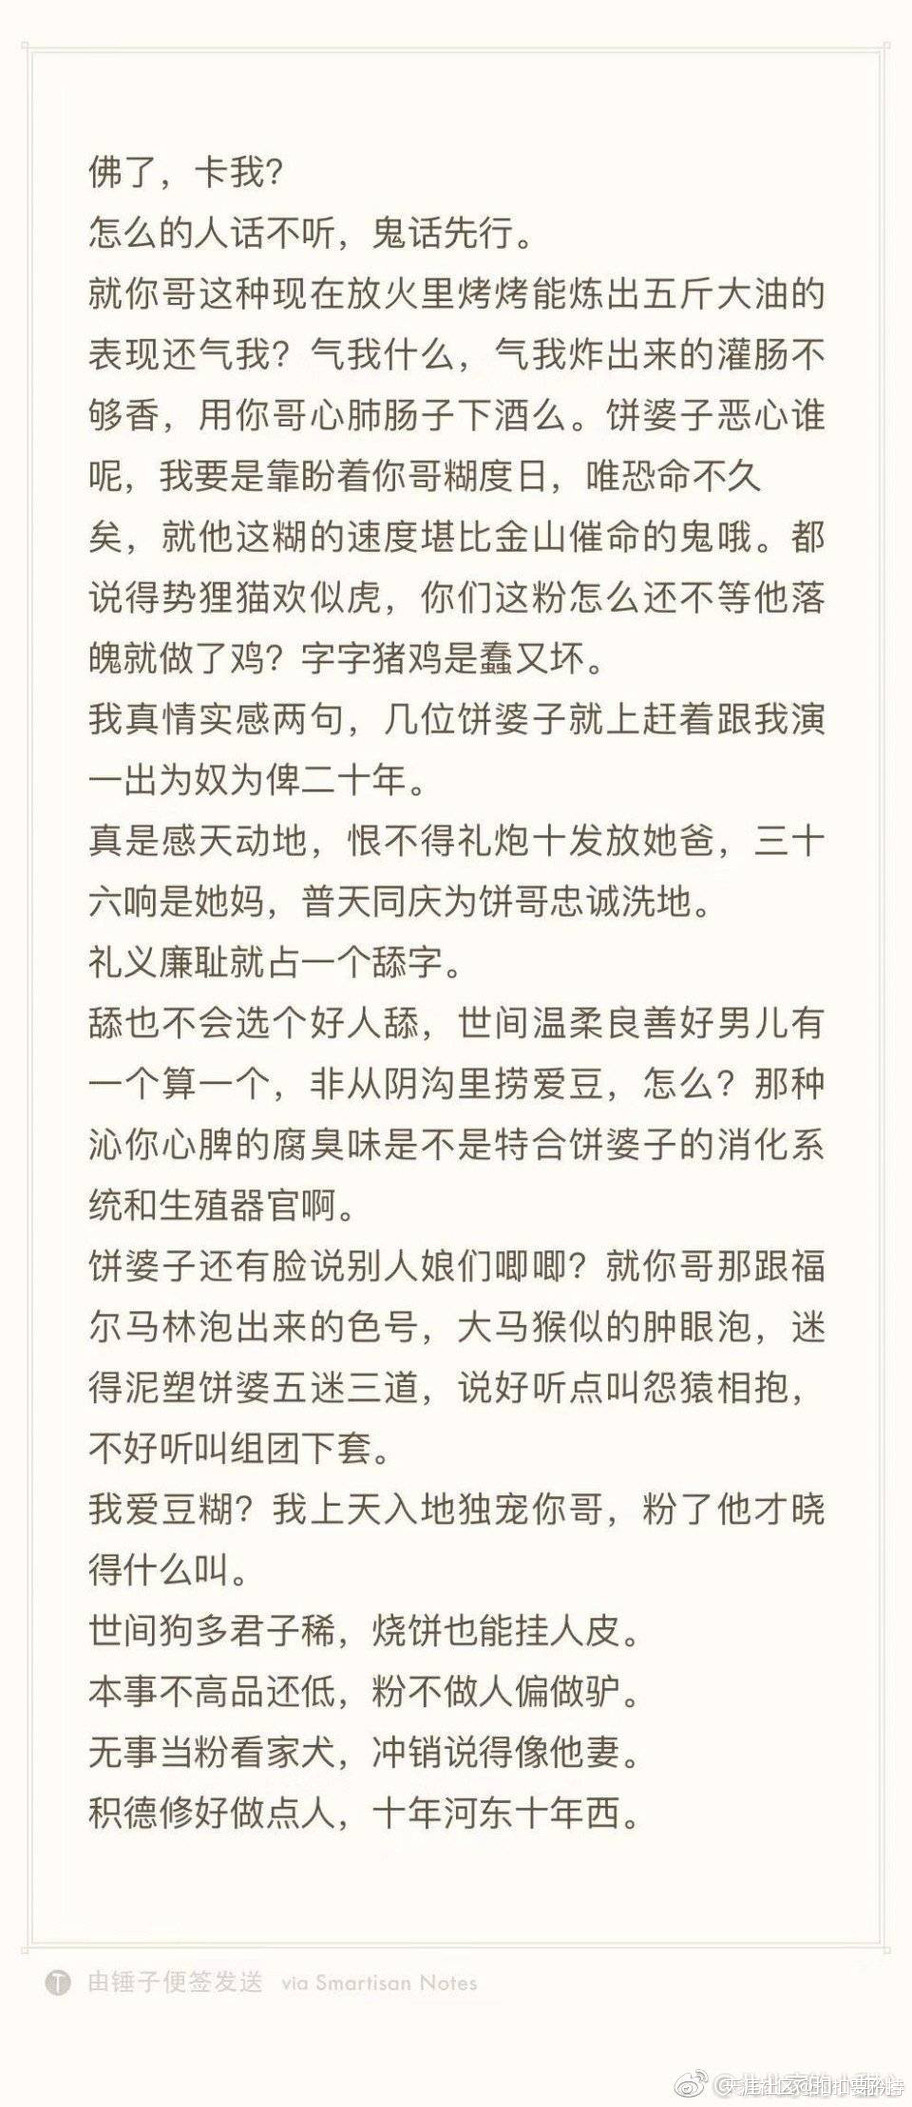 佛了，卡我？
怎么的人话不听，鬼话先行。
就你哥这种现在放火里烤烤能炼出五斤大油的
表现还气我？气我什么，气我炸出来的灌肠不
够香，用你哥心肺肠子下酒么。饼婆子恶心谁
呢，我要是靠盼着你哥糊度日，唯恐命不久
矣，就他这糊的速度堪比金山催命的鬼哦。都
说得势狸猫欢似虎，你们这粉怎么还不等他落
魄就做了鸡？字字猪鸡是蠢又坏。
我真情实感两句，几位饼婆子就上赶着跟我演
一出为奴为俾二十年。
真是感天动地，恨不得礼炮十发放她爸，三十
六响是她妈，普天同庆为饼哥忠诚洗地。
礼义廉耻就占一个舔字。
舔也不会选个好人舔，世间温柔良善好男儿有
一个算一个，非从阴沟里捞爱豆，怎么？那种
沁你心脾的腐臭味是不是特合饼婆子的消化系
统和生殖器官啊。
饼婆子还有脸说别人娘们唧唧？就你哥那跟福
尔马林泡出来的色号，大马猴似的肿眼泡，迷
得泥塑饼婆五迷三道，说好听点叫怨猿相抱，
不好听叫组团下套。
我爱豆糊？我上天入地独宠你哥，粉了他才晓
得什么叫。
世间狗多君子稀，烧饼也能挂人皮。
本事不高品还低，粉不做人偏做驴。
无事当粉看家犬，冲销说得像他妻。
积德修好做点人，十年河东十年西。
T 由锤子便签发送 via Smartisan Notes